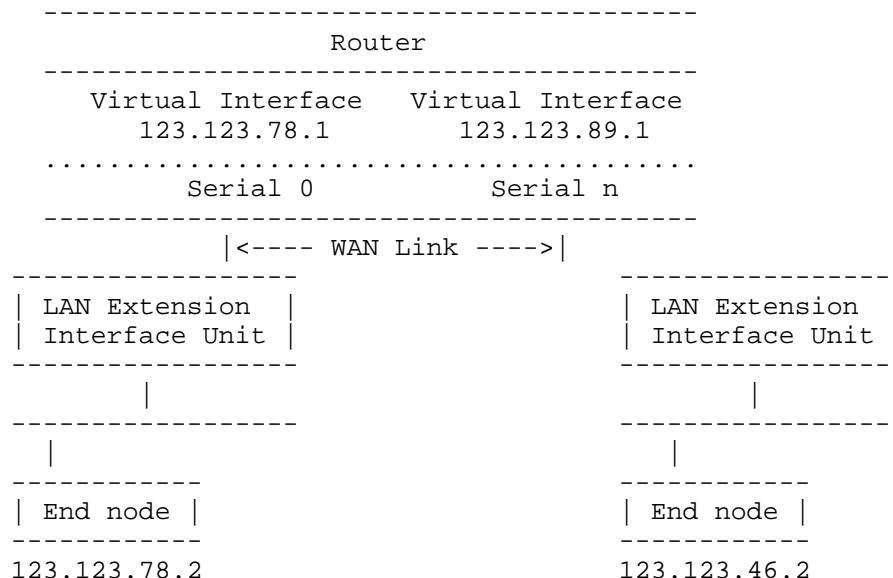 Router
Virtual Interface Virtual Interface
123.123.78.1 123.123.89.1
Serial 0 Serial n
|<---- WAN Link ---->|
LAN Extension LAN Extension
Interface Unit Interface Unit
End node End node
123.123.78.2 123.123.46.2